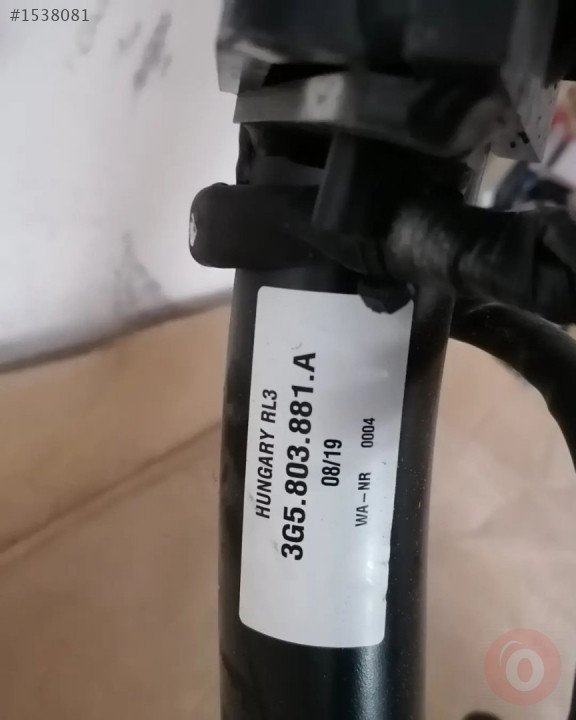 #1538081
HUNGARY RL3
3G5.803.881.A
08/19
WA-NR 0004